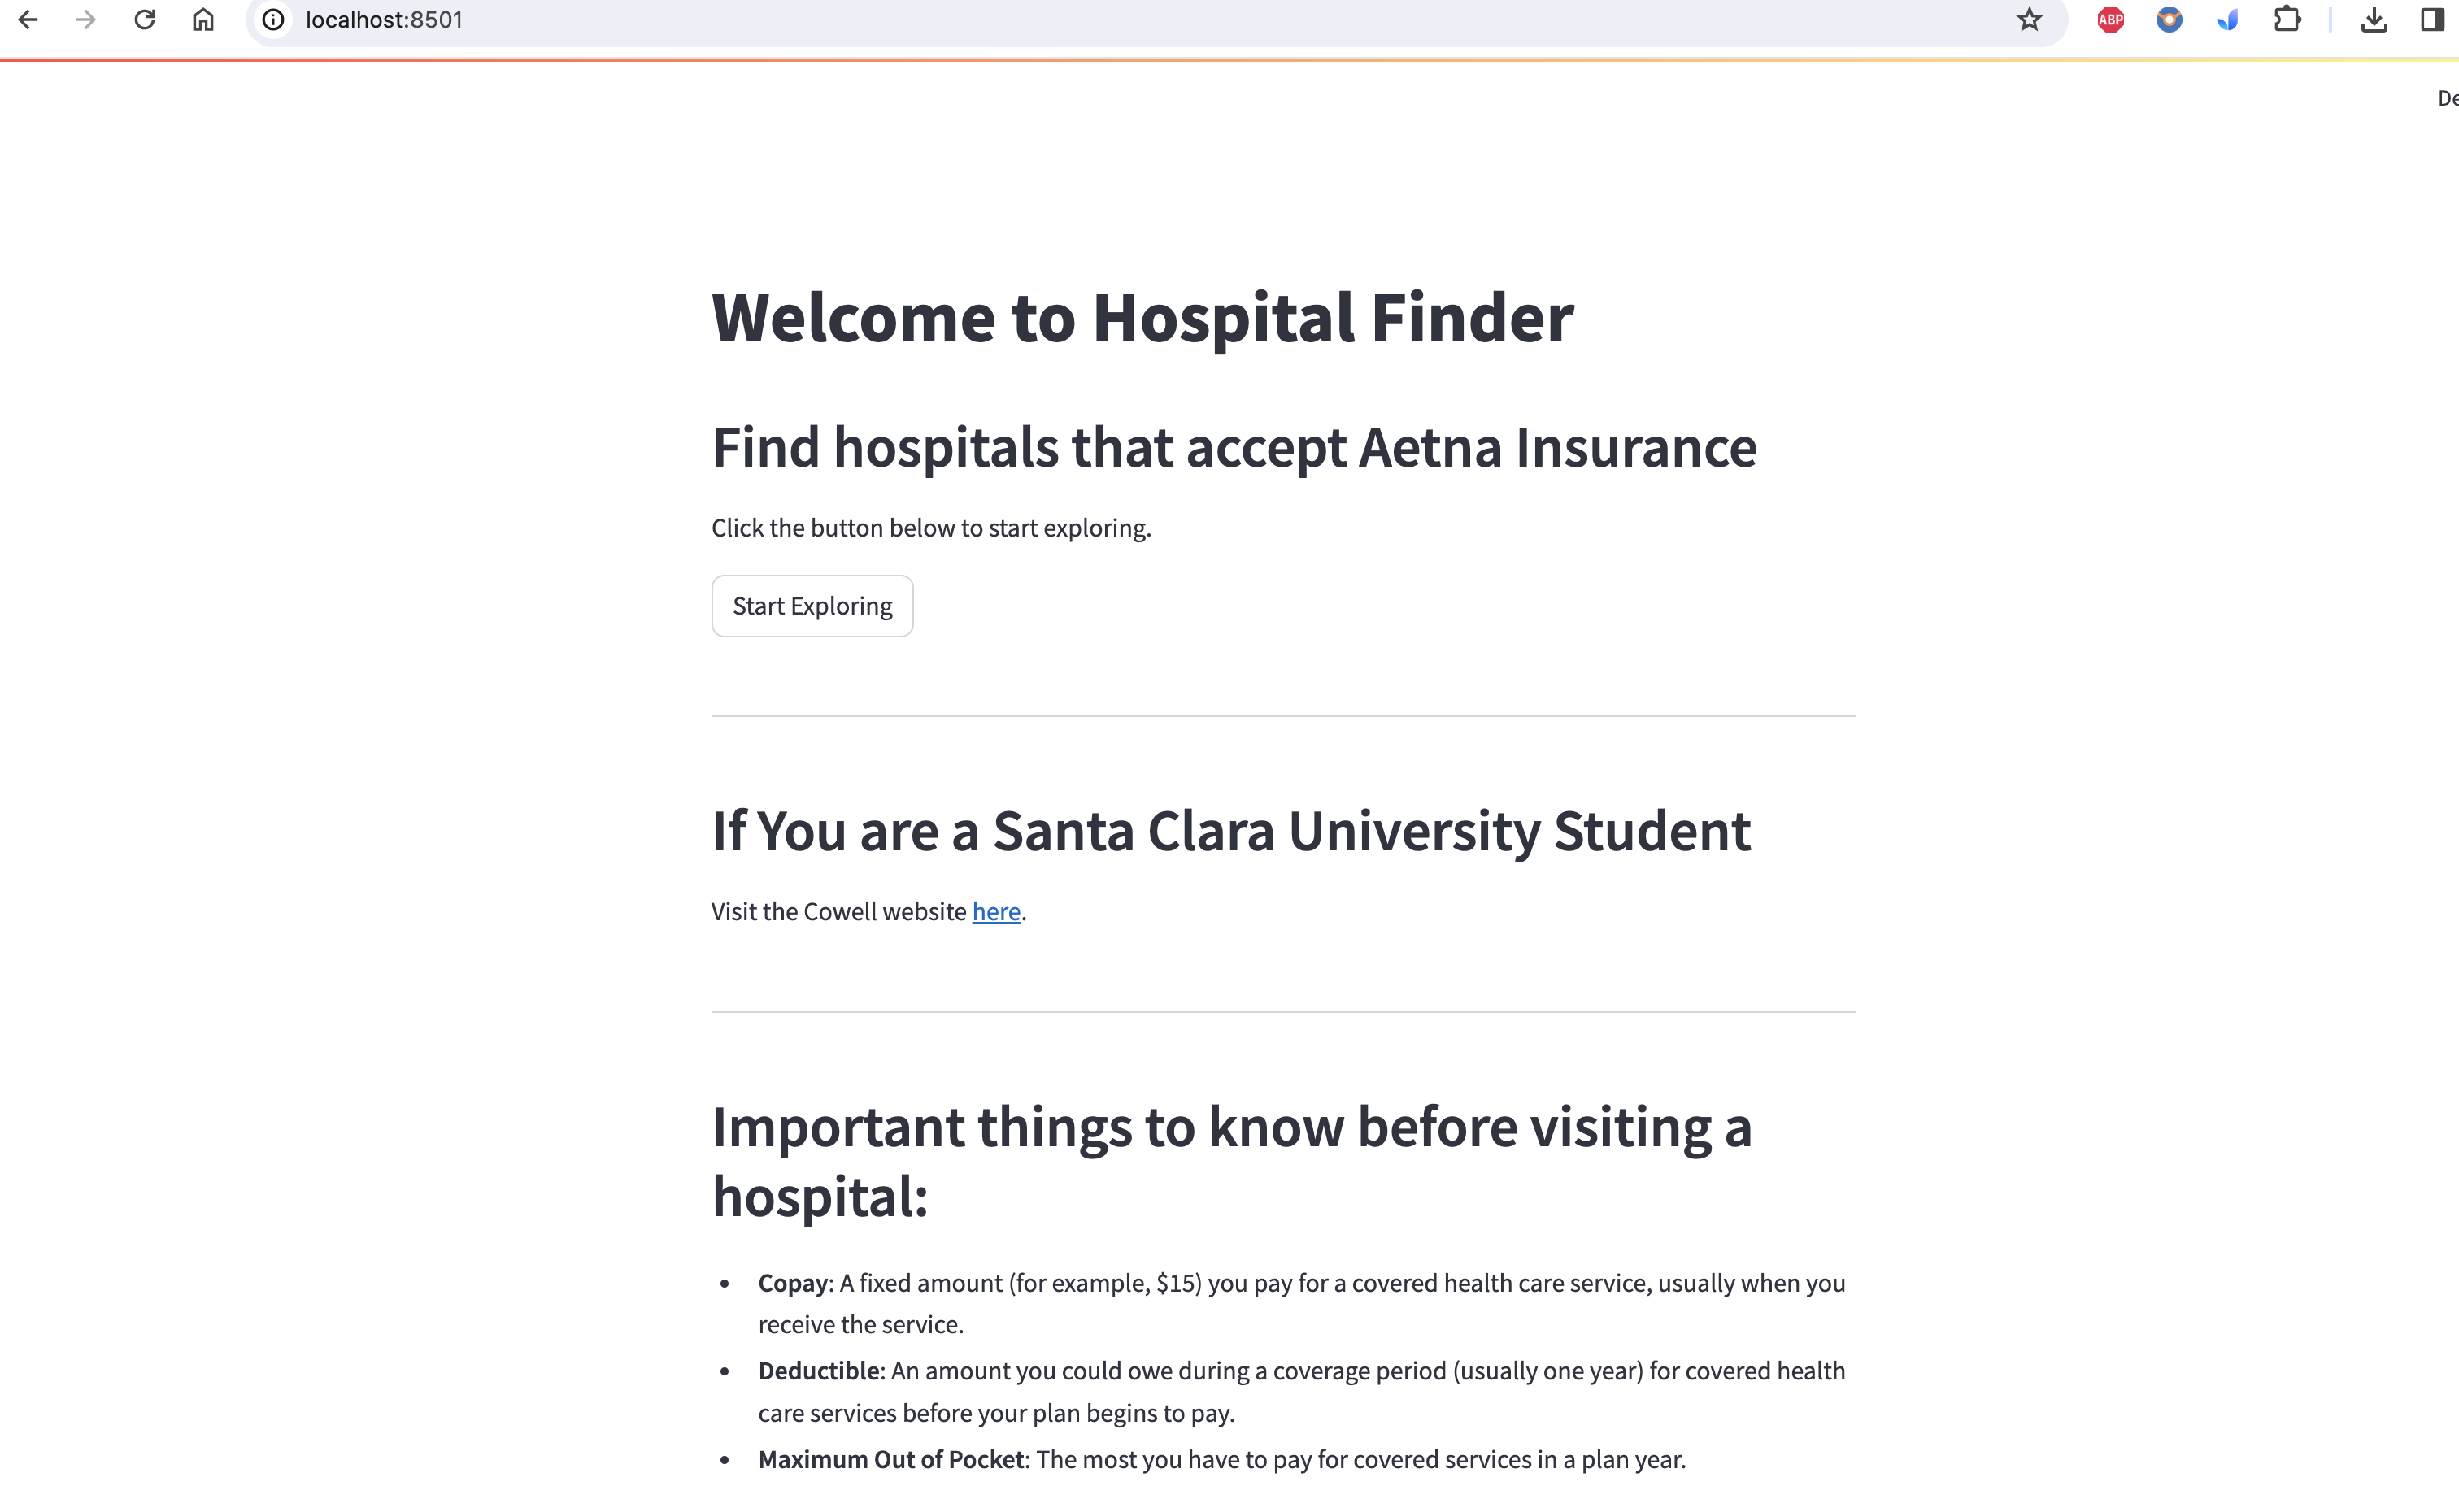 localhost:8501
ABP
De
Welcome to Hospital Finder
Find hospitals that accept Aetna Insurance
Click the button below to start exploring.
Start Exploring
If You are a Santa Clara University Student
Visit the Cowell website here.
Important things to know before visiting a
hospital:
• Copay: A fixed amount (for example, $15) you pay for a covered health care service, usually when you
receive the service.
• Deductible: An amount you could owe during a coverage period (usually one year) for covered health
care services before your plan begins to pay.
• Maximum Out of Pocket: The most you have to pay for covered services in a plan year.